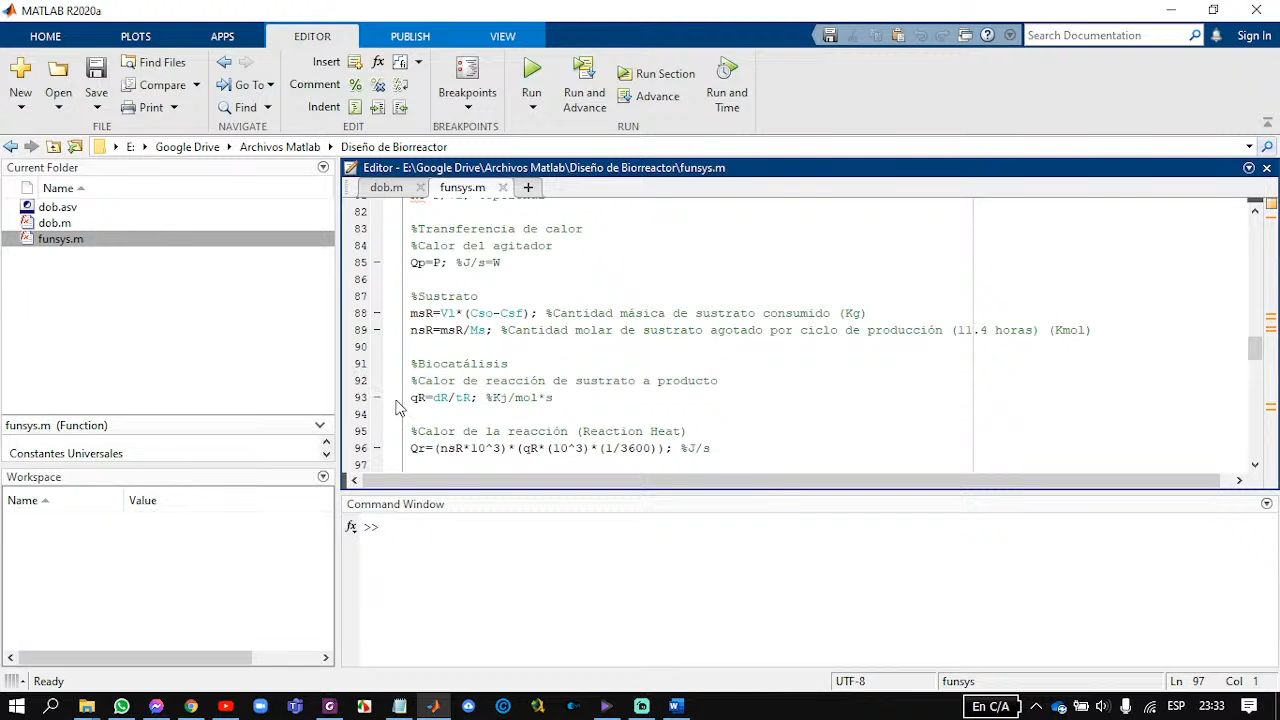 MATLAB R2020a
HOME PLOTS APPS EDITOR PUBLISH VIEW
Search Documentation
Sign In
New Open Save
Find Files
Compare
Print
Go To
Find
Insert
Comment
Indent
Breakpoints
Run
Run and Advance
Run Section
Advance
Run and Time
FILE NAVIGATE EDIT BREAKPOINTS RUN
E: Google Drive Archivos Matlab Diseño de Biorreactor
Current Folder
Name
dob.asv
dob.m
funsys.m
funsys.m (Function)
Constantes Universales
Workspace
Name Value
Editor - E:\Google Drive\Archivos Matlab\Diseño de Biorreactor\funsys.m
dob.m funsys.m
82
83 %Transferencia de calor
84 %Calor del agitador
85 Qp=P; %J/s=W
86
87 %Sustrato
88 msR=Vl*(Cso-Csf); %Cantidad másica de sustrato consumido (Kg)
89 nsR=msR/Ms; %Cantidad molar de sustrato agotado por ciclo de producción (11.4 horas) (Kmol)
90
91 %Biocatálisis
92 %Calor de reacción de sustrato a producto
93 qR=dR/tR; %Kj/mol*s
94
95 %Calor de la reacción (Reaction Heat)
96 Qr=(nsR*10^3)*(qR*(10^3)*(1/3600)); %J/s
97
Command Window
fx >>
Ready
UTF-8 funsys Ln 97 Col 1
En C/A ESP 23:33